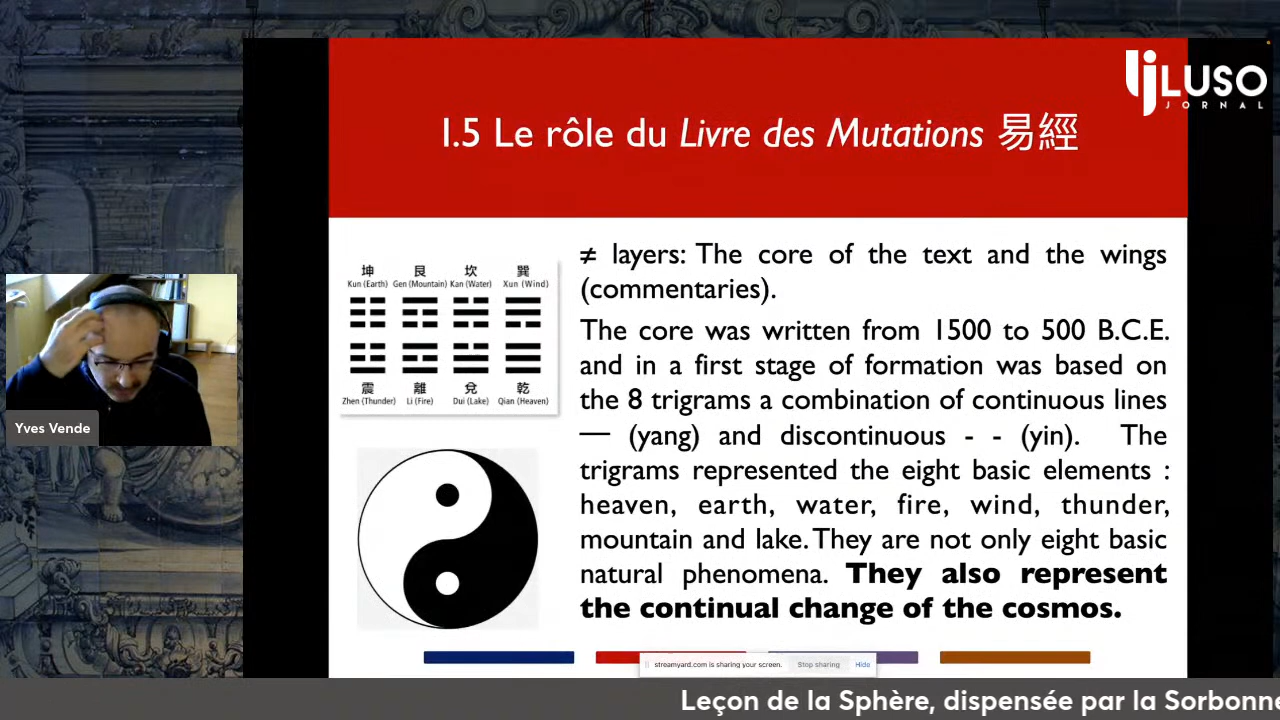 LUSO
JORNAL
1.5 Le rôle du Livre des Mutations 易經
坤 艮 坎 巽
Kun (Earth) Gen (Mountain) Kan (Water) Xun (Wind)
震 離 兌 乾
Zhen (Thunder) Li (Fire) Dui (Lake) Qian (Heaven)
≠ layers: The core of the text and the wings
(commentaries).
The core was written from 1500 to 500 B.C.E.
and in a first stage of formation was based on
the 8 trigrams a combination of continuous lines
— (yang) and discontinuous - - (yin). The
trigrams represented the eight basic elements :
heaven, earth, water, fire, wind, thunder,
mountain and lake. They are not only eight basic
natural phenomena. They also represent
the continual change of the cosmos.
Yves Vende
streamyard.com is sharing your screen. Stop sharing Hide
Leçon de la Sphère, dispensée par la Sorbonne